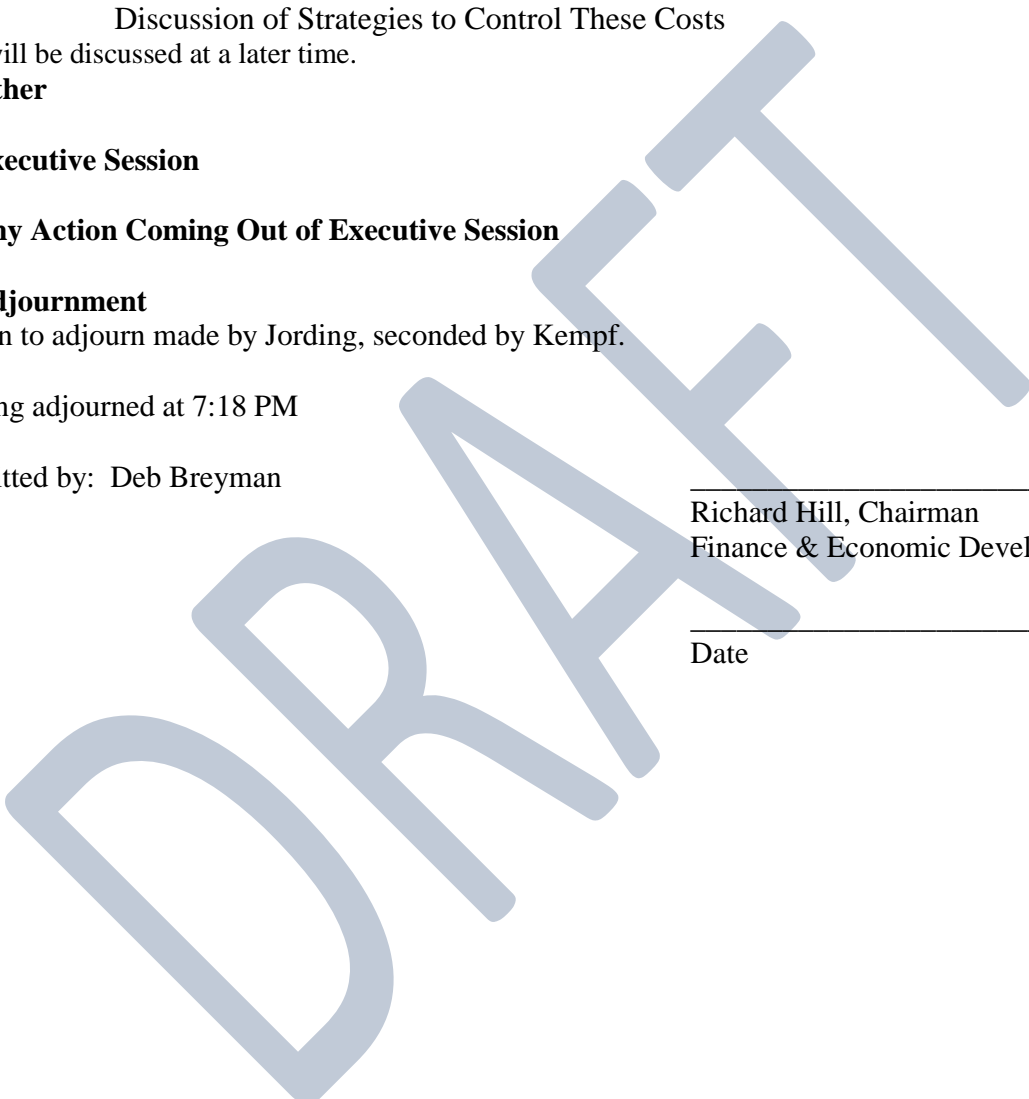 Discussion of Strategies to Control These Costs
will be discussed at a later time.
ther
xecutive Session
ny Action Coming Out of Executive Session
djournment
n to adjourn made by Jording, seconded by Kempf.
ng adjourned at 7:18 PM
itted by: Deb Breyman
Richard Hill, Chairman
Finance & Economic Devel
Date
DRAFT